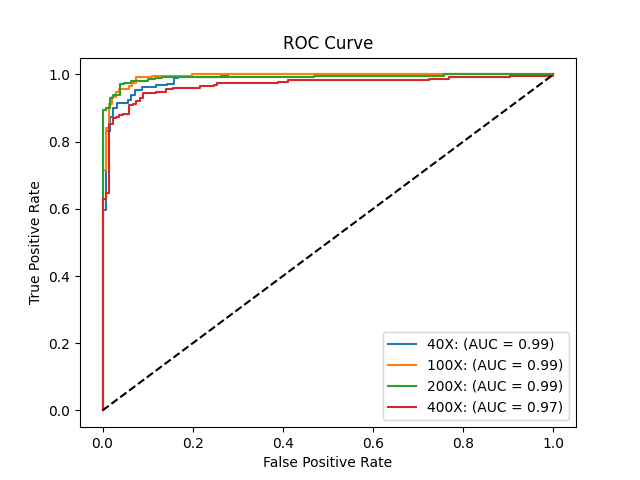 ROC Curve
True Positive Rate
1.0
0.8
0.6
0.4
0.2
0.0
0.0 0.2 0.4 0.6 0.8 1.0
False Positive Rate
40X: (AUC = 0.99)
100X: (AUC = 0.99)
200X: (AUC = 0.99)
400X: (AUC = 0.97)